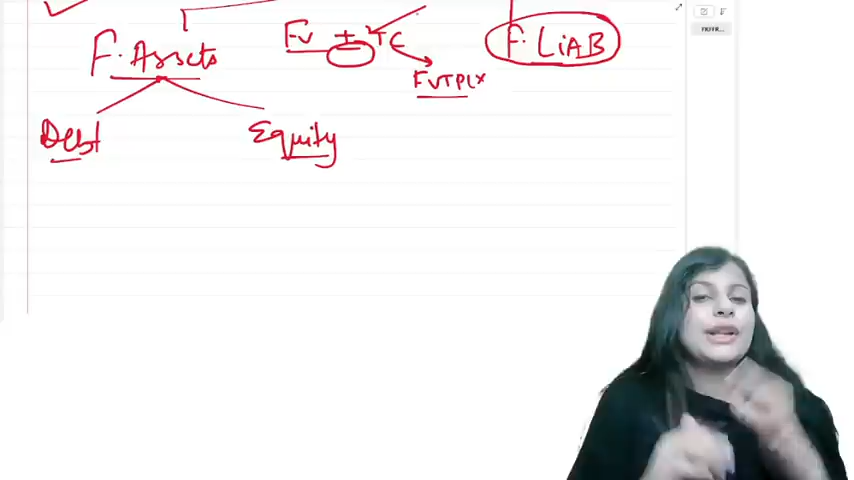 F. Assets
FV ± TC
F. LIAB
FVTPL x
Debt
Equity